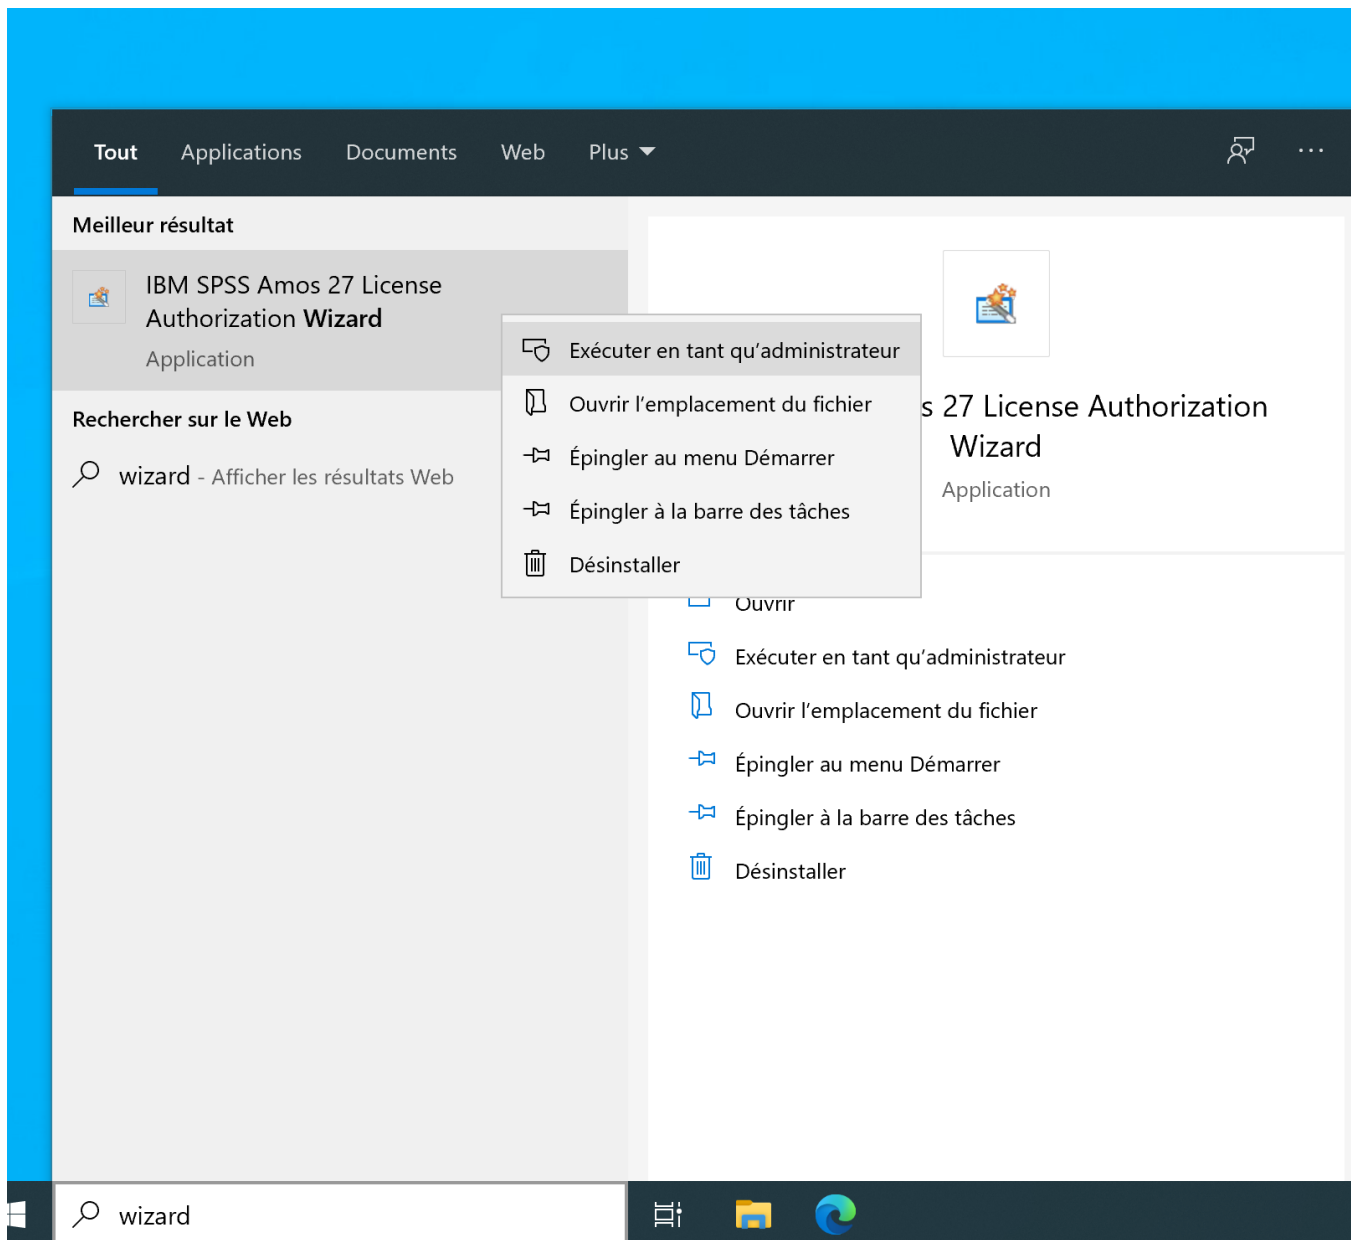 Tout Applications Documents Web Plus
Meilleur résultat
IBM SPSS Amos 27 License
Authorization Wizard
Application
Rechercher sur le Web
wizard - Afficher les résultats Web
Exécuter en tant qu’administrateur
Ouvrir l’emplacement du fichier
Épingler au menu Démarrer
Épingler à la barre des tâches
Désinstaller
s 27 License Authorization
Wizard
Application
Ouvrir
Exécuter en tant qu’administrateur
Ouvrir l’emplacement du fichier
Épingler au menu Démarrer
Épingler à la barre des tâches
Désinstaller
wizard